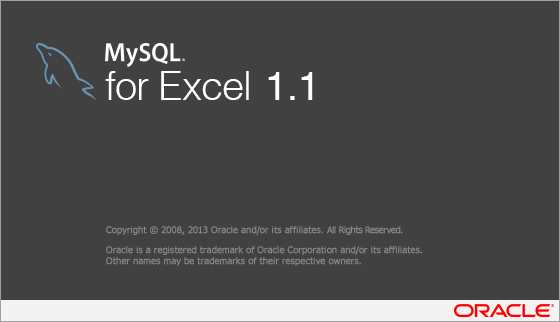 MySQL®
for Excel 1.1
Copyright © 2008, 2013 Oracle and/or its affiliates. All Rights Reserved.
Oracle is a registered trademark of Oracle Corporation and/or its affiliates.
Other names may be trademarks of their respective owners.
ORACLE®